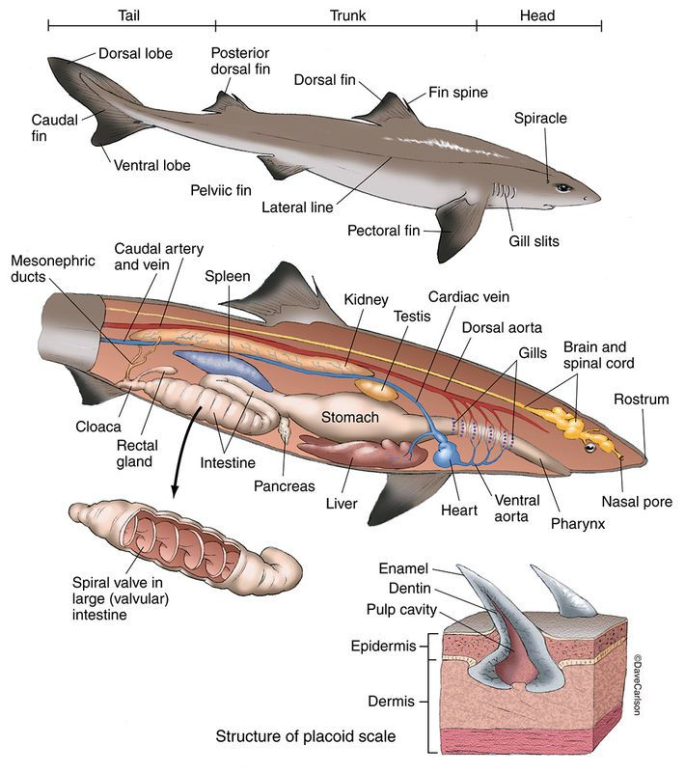 Tail
Trunk
Head
Dorsal lobe
Posterior
dorsal fin
Dorsal fin
Fin spine
Spiracle
Caudal
fin
Ventral lobe
Pelviic fin
Lateral line
Pectoral fin
Gill slits
Mesonephric
ducts
Caudal artery
and vein
Spleen
Kidney
Cardiac vein
Testis
Dorsal aorta
Gills
Brain and
spinal cord
Rostrum
Stomach
Cloaca
Rectal
gland
Intestine
Pancreas
Liver
Heart
Ventral
aorta
Pharynx
Nasal pore
Spiral valve in
large (valvular)
intestine
Enamel
Dentin
Pulp cavity
Epidermis
Dermis
©DaveCarlson
Structure of placoid scale